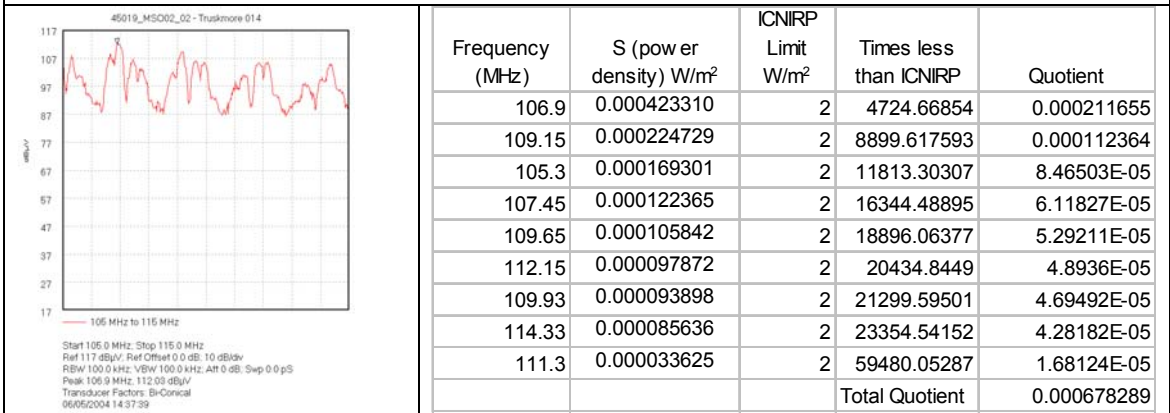 45019_MSO02_02 - Truskmore 014
117
107
97
87
77
67
57
47
37
27
17
dBµV
105 MHz to 115 MHz
Start 105.0 MHz; Stop 115.0 MHz
Ref 117 dBµV; Ref Offset 0.0 dB; 10 dB/div
RBW 100.0 kHz; VBW 100.0 kHz; Att 0 dB; Swp 0.0 pS
Peak 106.9 MHz, 112.03 dBµV
Transducer Factors: Bi-Conical
06/05/2004 14:37:39
Frequency (MHz) S (power density) W/m² ICNIRP Limit W/m² Times less than ICNIRP Quotient
106.9 0.000423310 2 4724.66854 0.000211655
109.15 0.000224729 2 8899.617593 0.000112364
105.3 0.000169301 2 11813.30307 8.46503E-05
107.45 0.000122365 2 16344.48895 6.11827E-05
109.65 0.000105842 2 18896.06377 5.29211E-05
112.15 0.000097872 2 20434.8449 4.8936E-05
109.93 0.000093898 2 21299.59501 4.69492E-05
114.33 0.000085636 2 23354.54152 4.28182E-05
111.3 0.000033625 2 59480.05287 1.68124E-05
Total Quotient 0.000678289